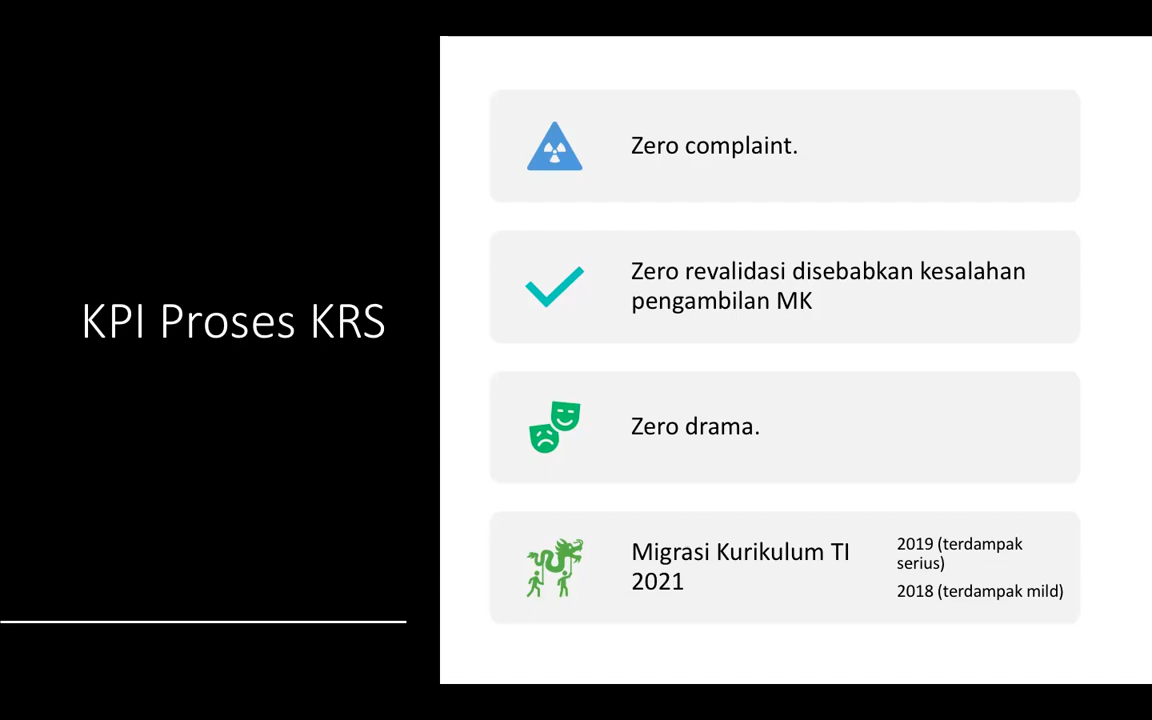 KPI Proses KRS
Zero complaint.
Zero revalidasi disebabkan kesalahan
pengambilan MK
Zero drama.
Migrasi Kurikulum TI
2021
2019 (terdampak
serius)
2018 (terdampak mild)